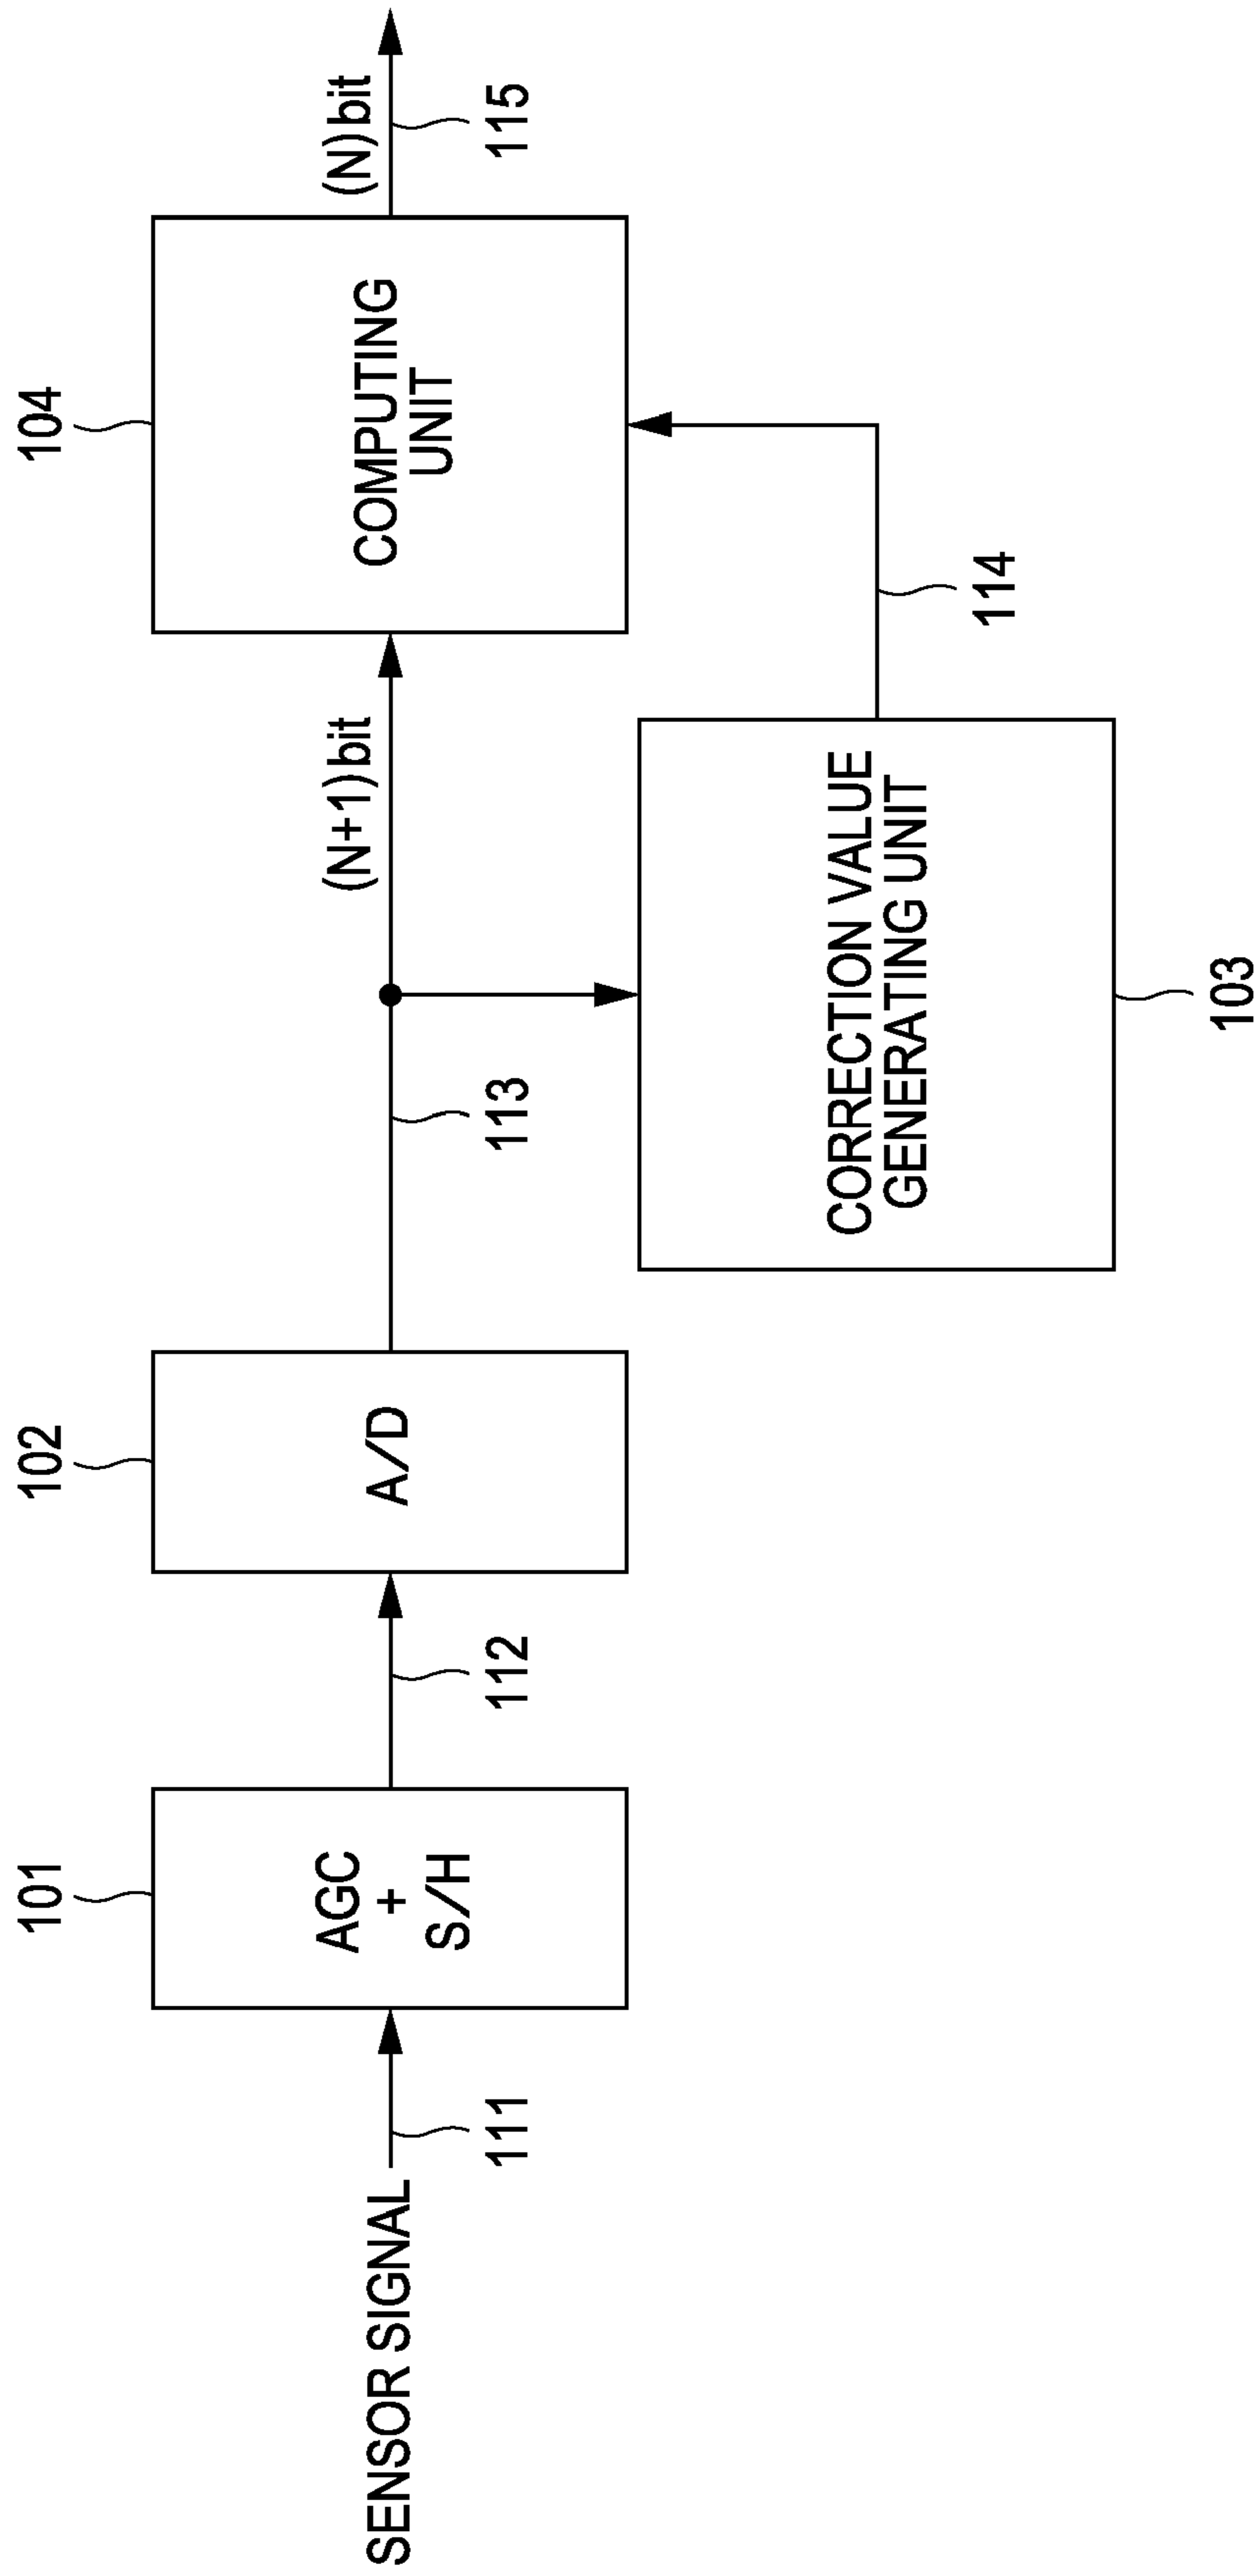 101
102
104
SENSOR SIGNAL
111
AGC
+
S/H
112
A/D
113
(N+1)bit
COMPUTING
UNIT
(N)bit
115
CORRECTION VALUE
GENERATING UNIT
114
103